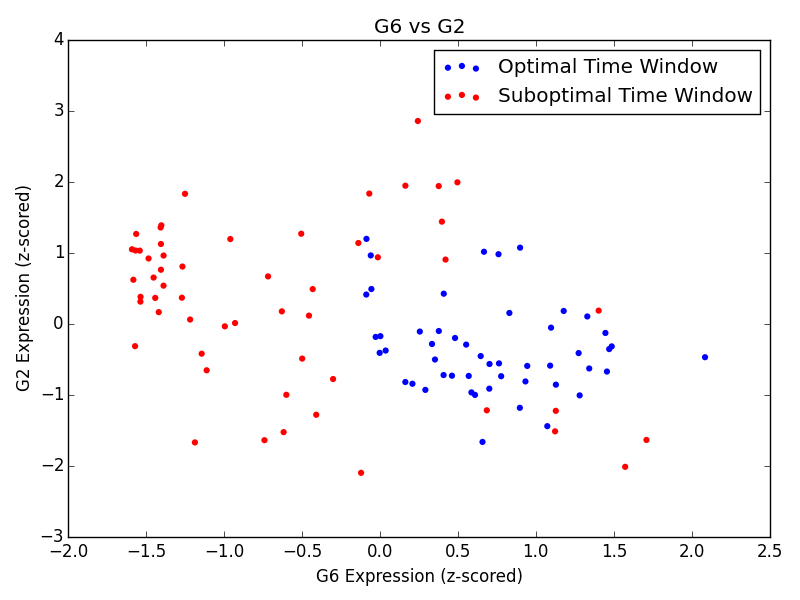 G6 vs G2
Optimal Time Window
Suboptimal Time Window
4
3
2
1
0
−1
−2
−3
G2 Expression (z-scored)
−2.0 −1.5 −1.0 −0.5 0.0 0.5 1.0 1.5 2.0 2.5
G6 Expression (z-scored)